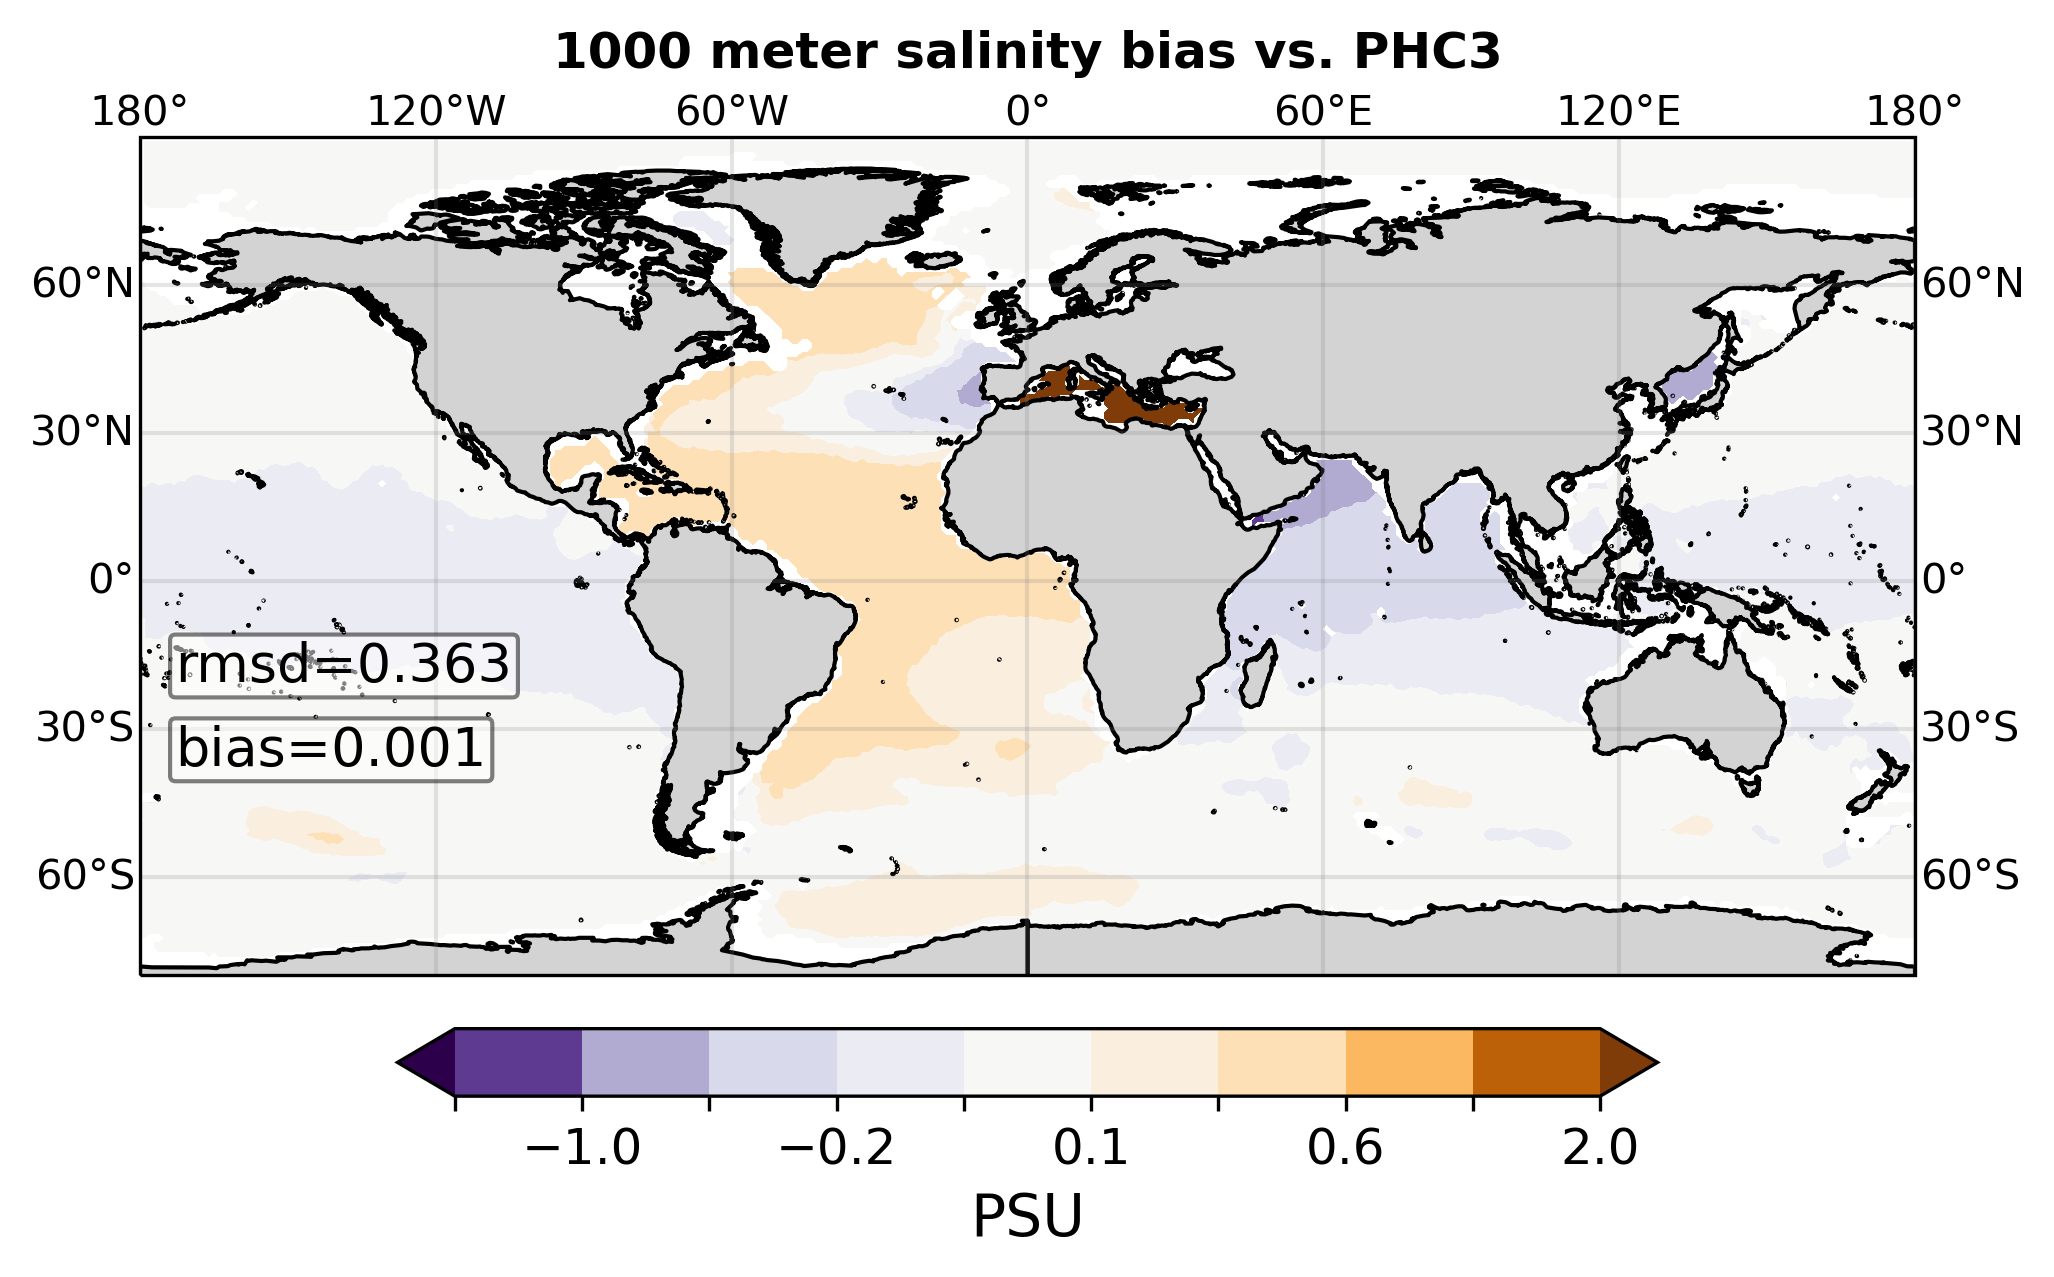 1000 meter salinity bias vs. PHC3
180° 120°W 60°W 0° 60°E 120°E 180°
60°N 60°N
30°N 30°N
0° 0°
rmsd=0.363
30°S 30°S
bias=0.001
60°S 60°S
−1.0 −0.2 0.1 0.6 2.0
PSU